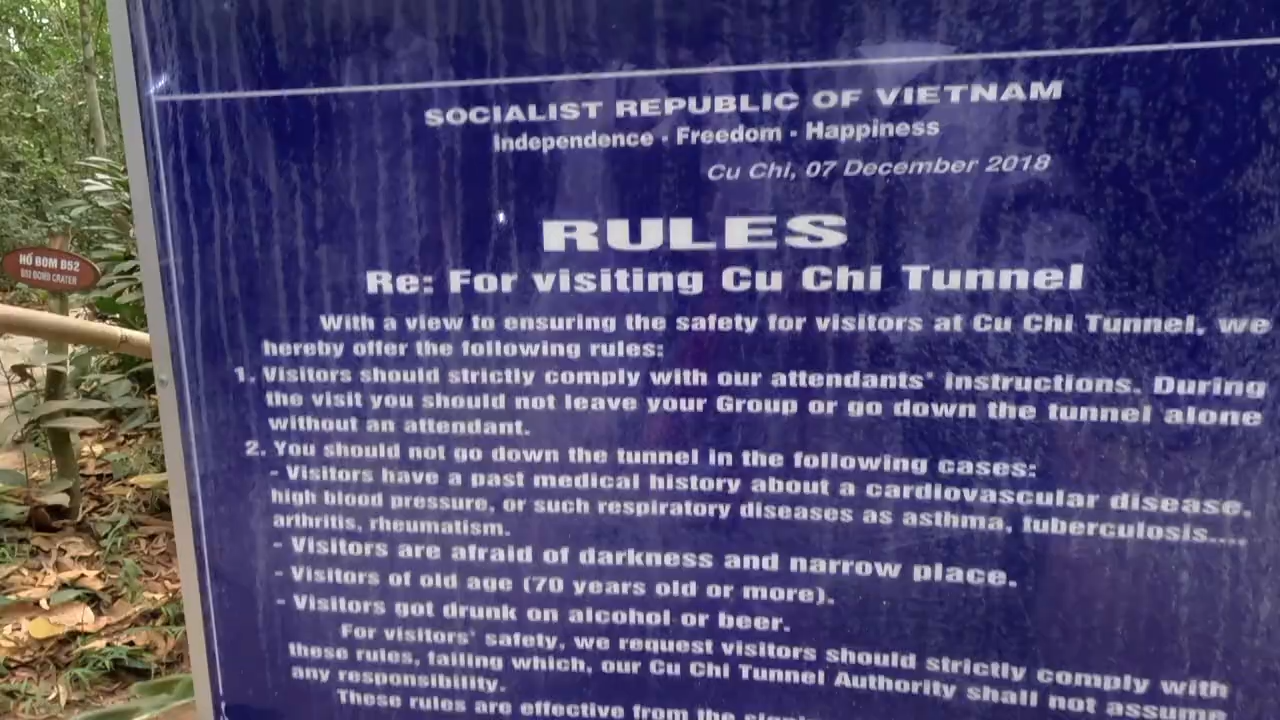 SOCIALIST REPUBLIC OF VIETNAM
Independence - Freedom - Happiness
Cu Chi, 07 December 2018
RULES
Re: For visiting Cu Chi Tunnel
With a view to ensuring the safety for visitors at Cu Chi Tunnel, we
hereby offer the following rules:
1. Visitors should strictly comply with our attendants' instructions. During
the visit you should not leave your Group or go down the tunnel alone
without an attendant.
2. You should not go down the tunnel in the following cases:
- Visitors have a past medical history about a cardiovascular disease,
high blood pressure, or such respiratory diseases as asthma, tuberculosis....
arthritis, rheumatism.
- Visitors are afraid of darkness and narrow place.
- Visitors of old age (70 years old or more).
- Visitors got drunk on alcohol or beer.
For visitors' safety, we request visitors should strictly comply with
these rules, failing which, our Cu Chi Tunnel Authority shall not assume
any responsibility.
These rules are effective from the
HỐ BOM B52
B52 BOMB CRATER